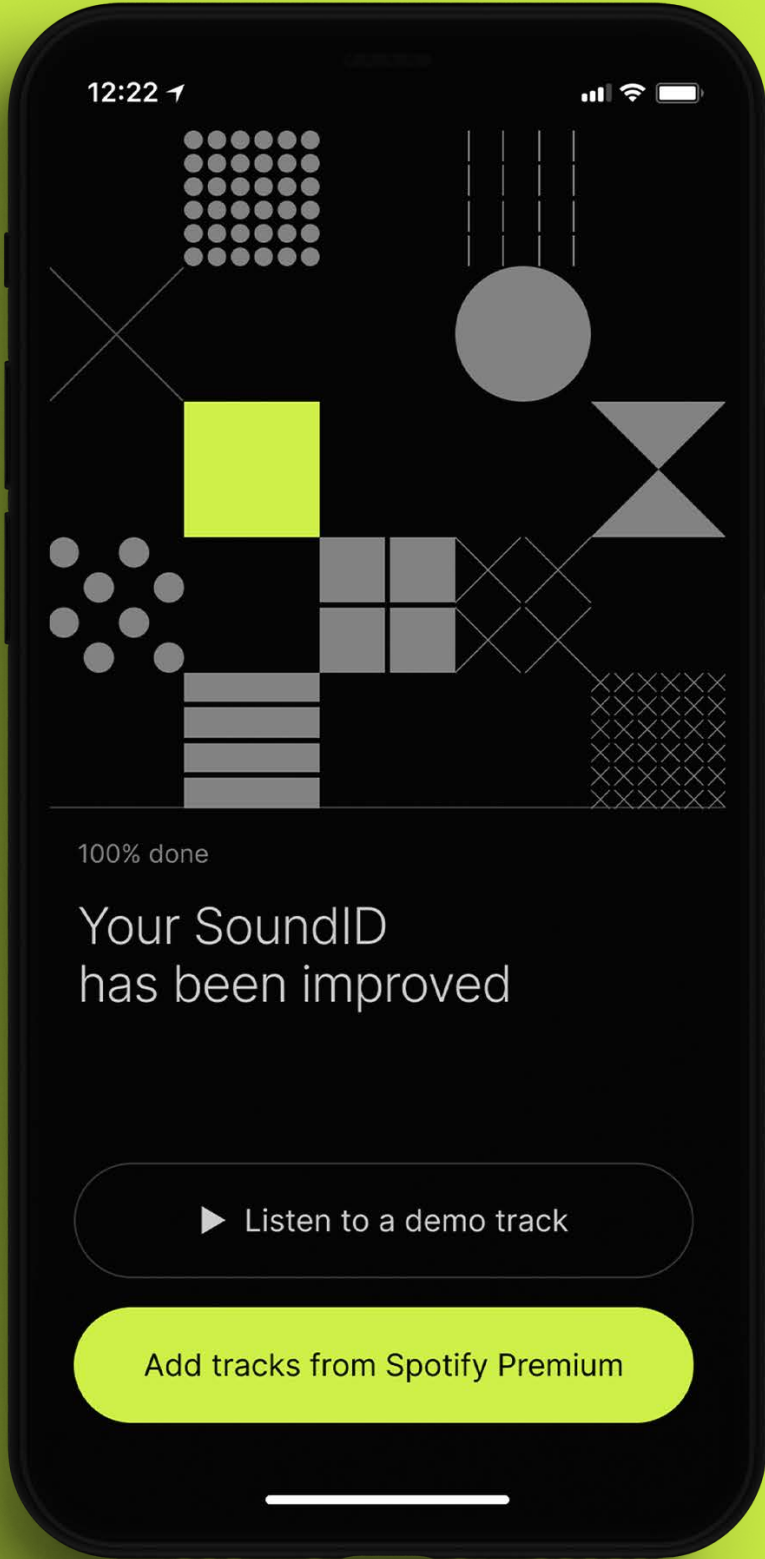 12:22
100% done
Your SoundID
has been improved
Listen to a demo track
Add tracks from Spotify Premium